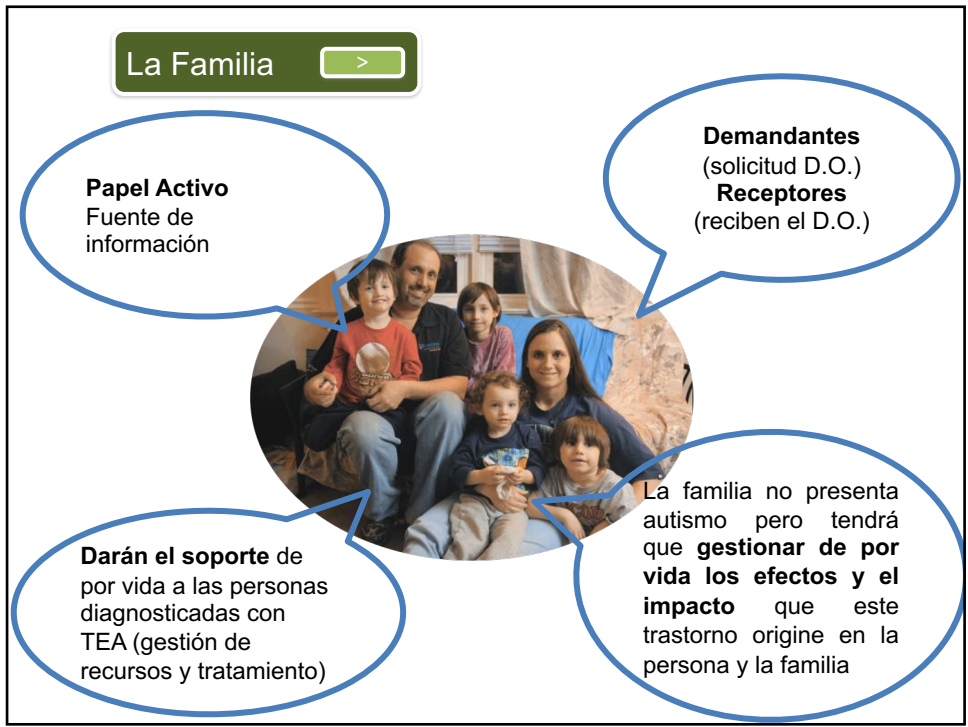 La Familia
>
Papel Activo
Fuente de
información
Demandantes
(solicitud D.O.)
Receptores
(reciben el D.O.)
Darán el soporte de
por vida a las personas
diagnosticadas con
TEA (gestión de
recursos y tratamiento)
La familia no presenta
autismo pero tendrá
que gestionar de por
vida los efectos y el
impacto que este
trastorno origine en la
persona y la familia